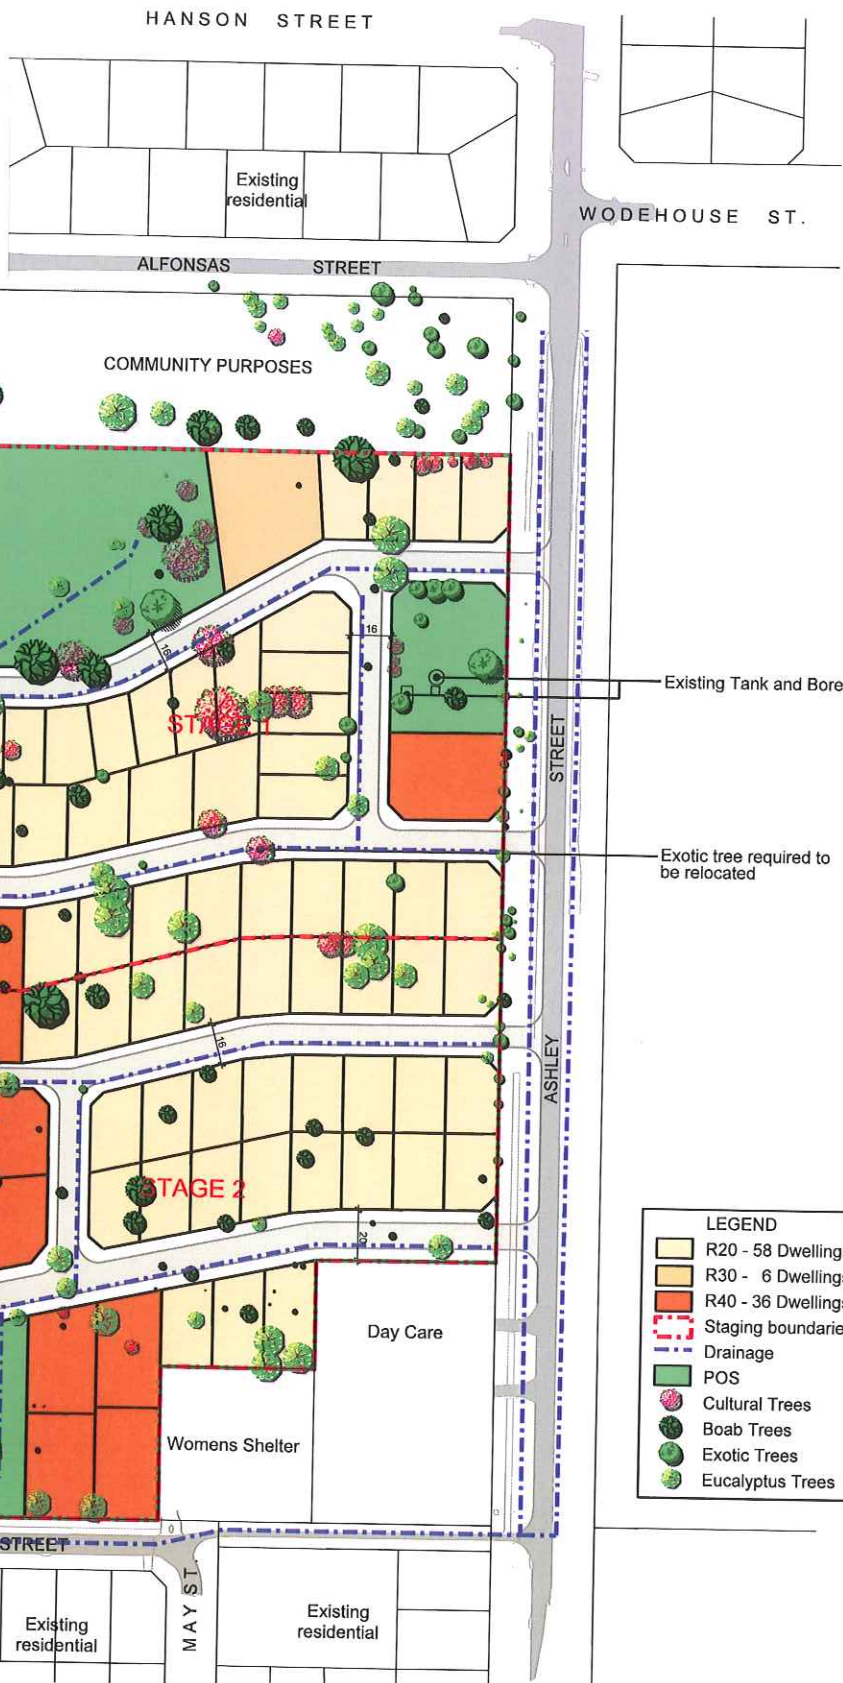 HANSON STREET
Existing
residential
WODEHOUSE ST.
ALFONSAS STREET
COMMUNITY PURPOSES
16
16
Existing Tank and Bore
STAGE 1
STREET
Exotic tree required to
be relocated
16
ASHLEY
STAGE 2
20
LEGEND
R20 - 58 Dwelling
R30 - 6 Dwellings
R40 - 36 Dwellings
Staging boundarie
Drainage
POS
Cultural Trees
Boab Trees
Exotic Trees
Eucalyptus Trees
Day Care
Womens Shelter
STREET
MAY ST
Existing
residential
Existing
residential